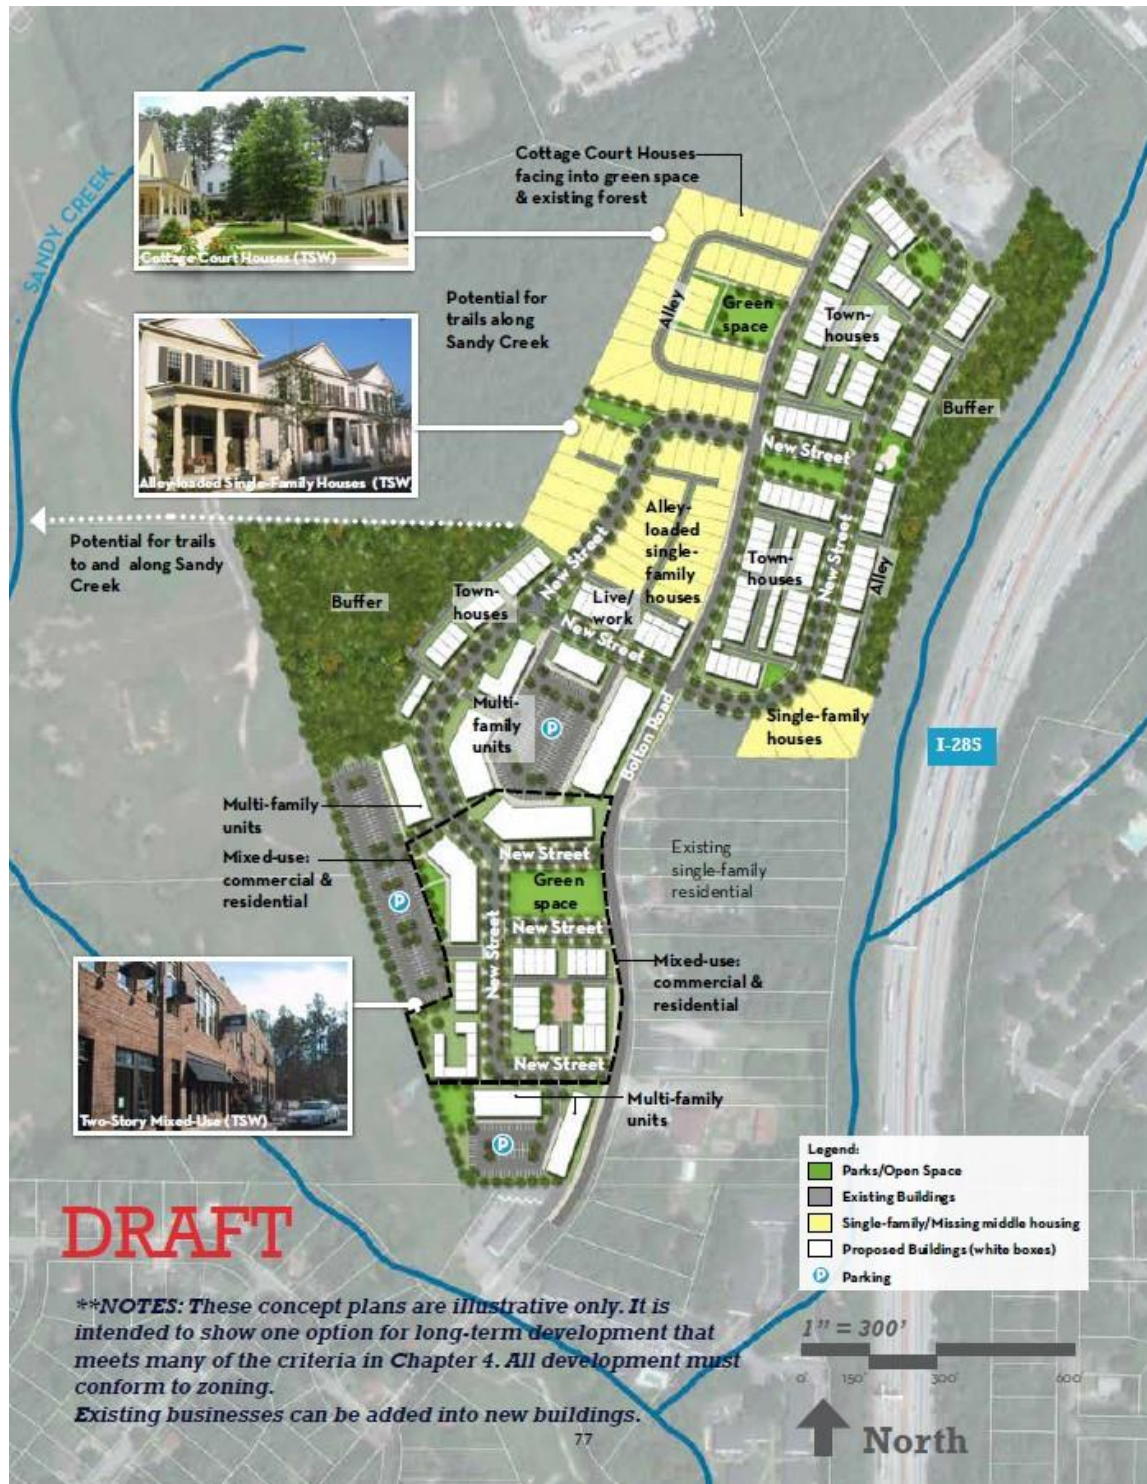 SANDY CREEK
Cottage Court Houses (TSW)
Cottage Court Houses
facing into green space
& existing forest
Potential for
trails along
Sandy Creek
Alley
Green
space
Town-
houses
Buffer
Alley-loaded Single-Family Houses (TSW
New Street
Alley-
loaded
single-
family
houses
Potential for trails
to and along Sandy
Creek
Buffer
Town-
houses
New Street
Live/
work
New Street
Town-
houses
New Street
Alley
Multi-
family
units
P
Bolton Road
Single-family
houses
I-285
Multi-family
units
Mixed-use:
commercial &
residential
P
New Street
Green
space
New Street
New Street
Existing
single-family
residential
Mixed-use:
commercial &
residential
New Street
Two-Story Mixed-Use (TSW)
Multi-family
units
P
Legend:
Parks/Open Space
Existing Buildings
Single-family/Missing middle housing
Proposed Buildings (white boxes)
P Parking
DRAFT
**NOTES: These concept plans are illustrative only. It is
intended to show one option for long-term development that
meets many of the criteria in Chapter 4. All development must
conform to zoning.
Existing businesses can be added into new buildings.
77
1" = 300'
0' 150' 300' 600'
North